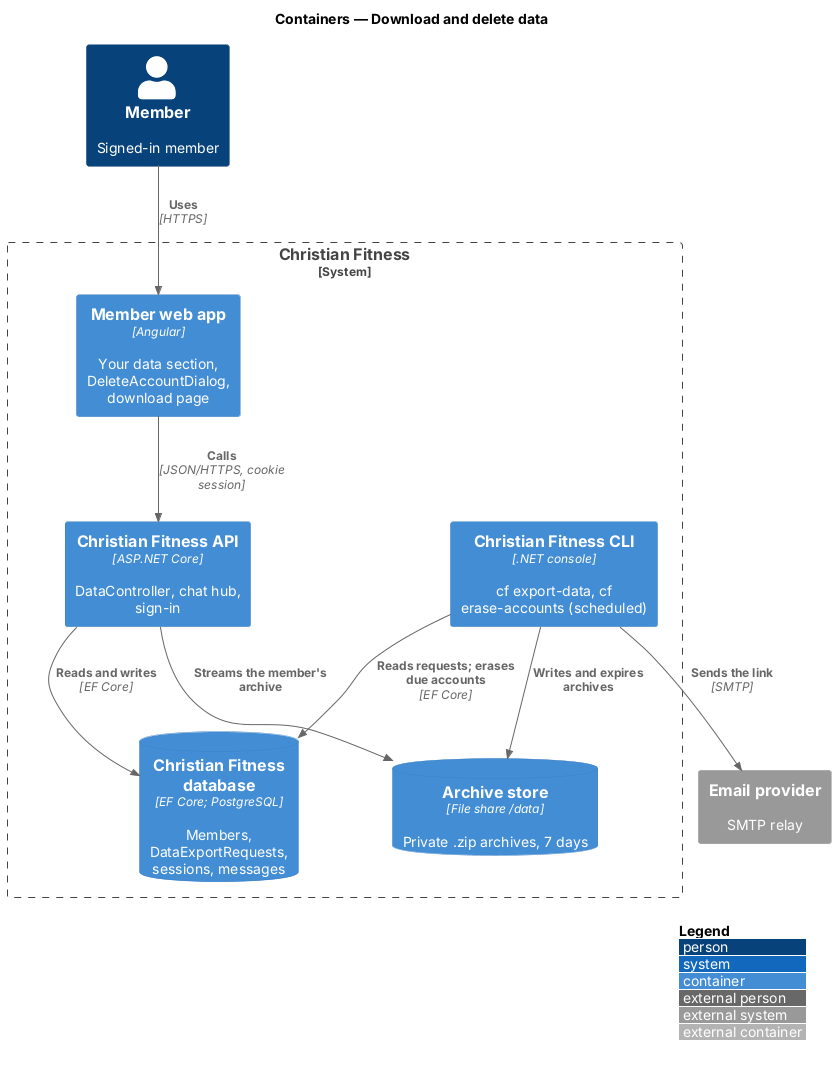 Containers — Download and delete data
Member
Signed-in member
Uses
[HTTPS]
Christian Fitness
[System]
Member web app
[Angular]
Your data section,
DeleteAccountDialog,
download page
Calls
[JSON/HTTPS, cookie
session]
Christian Fitness API
[ASP.NET Core]
DataController, chat hub,
sign-in
Christian Fitness CLI
[.NET console]
cf export-data, cf
erase-accounts (scheduled)
Reads and writes
[EF Core]
Streams the member's
archive
Reads requests; erases
due accounts
[EF Core]
Writes and expires
archives
Sends the link
[SMTP]
Christian Fitness
database
[EF Core; PostgreSQL]
Members,
DataExportRequests,
sessions, messages
Archive store
[File share /data]
Private .zip archives, 7 days
Email provider
SMTP relay
Legend
person
system
container
external person
external system
external container